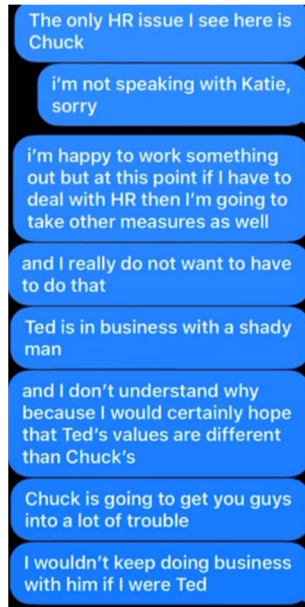 The only HR issue I see here is
Chuck
i'm not speaking with Katie,
sorry
i'm happy to work something
out but at this point if I have to
deal with HR then I'm going to
take other measures as well
and I really do not want to have
to do that
Ted is in business with a shady
man
and I don't understand why
because I would certainly hope
that Ted's values are different
than Chuck's
Chuck is going to get you guys
into a lot of trouble
I wouldn't keep doing business
with him if I were Ted